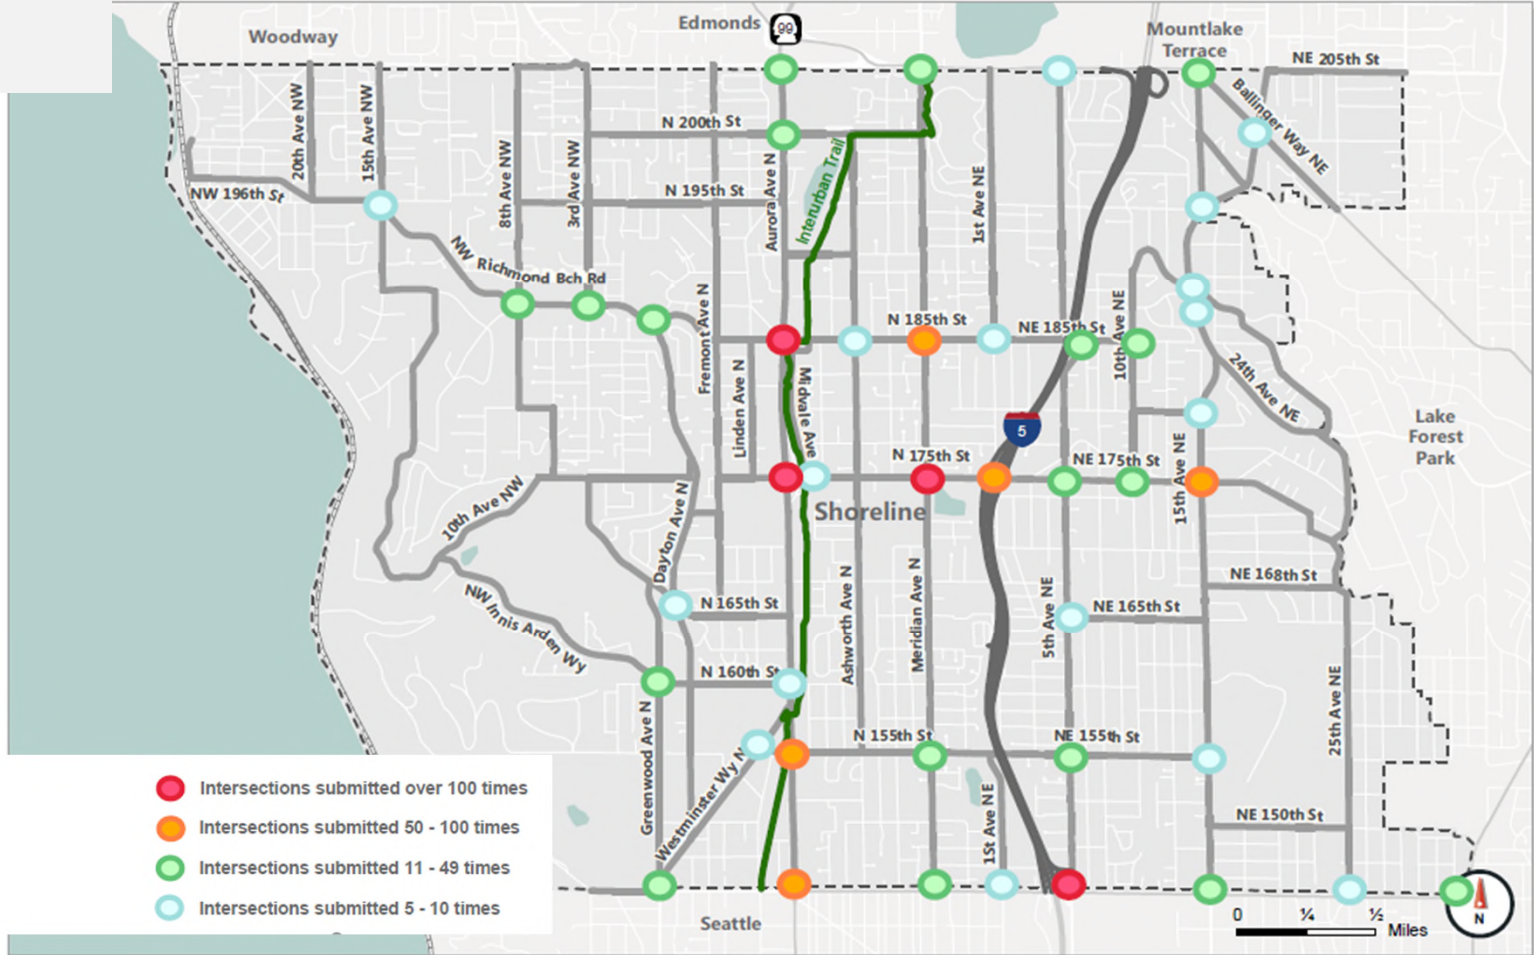 Edmonds
99
Woodway
Mountlake
Terrace
NE 205th St
Ballinger Way NE
20th Ave NW
15th Ave NW
N 200th St
8th Ave NW
3rd Ave NW
Aurora Ave N
Interurban Trail
N 195th St
NW 196th St
1st Ave NE
NW Richmond Bch Rd
Fremont Ave N
N 185th St
NE 185th St
10th Ave NE
Linden Ave N
Midvale Ave
24th Ave NE
5
Lake
Forest
Park
N 175th St
NE 175th St
15th Ave NE
10th Ave NW
Dayton Ave N
Shoreline
NW Innis Arden Wy
N 165th St
Ashworth Ave N
Meridian Ave N
5th Ave NE
NE 165th St
NE 168th St
N 160th St
25th Ave NE
Greenwood Ave N
Westminster Wy N
N 155th St
NE 155th St
1St Ave NE
NE 150th St
Intersections submitted over 100 times
Intersections submitted 50 - 100 times
Intersections submitted 11 - 49 times
Intersections submitted 5 - 10 times
Seattle
0 ¼ ½
Miles
N